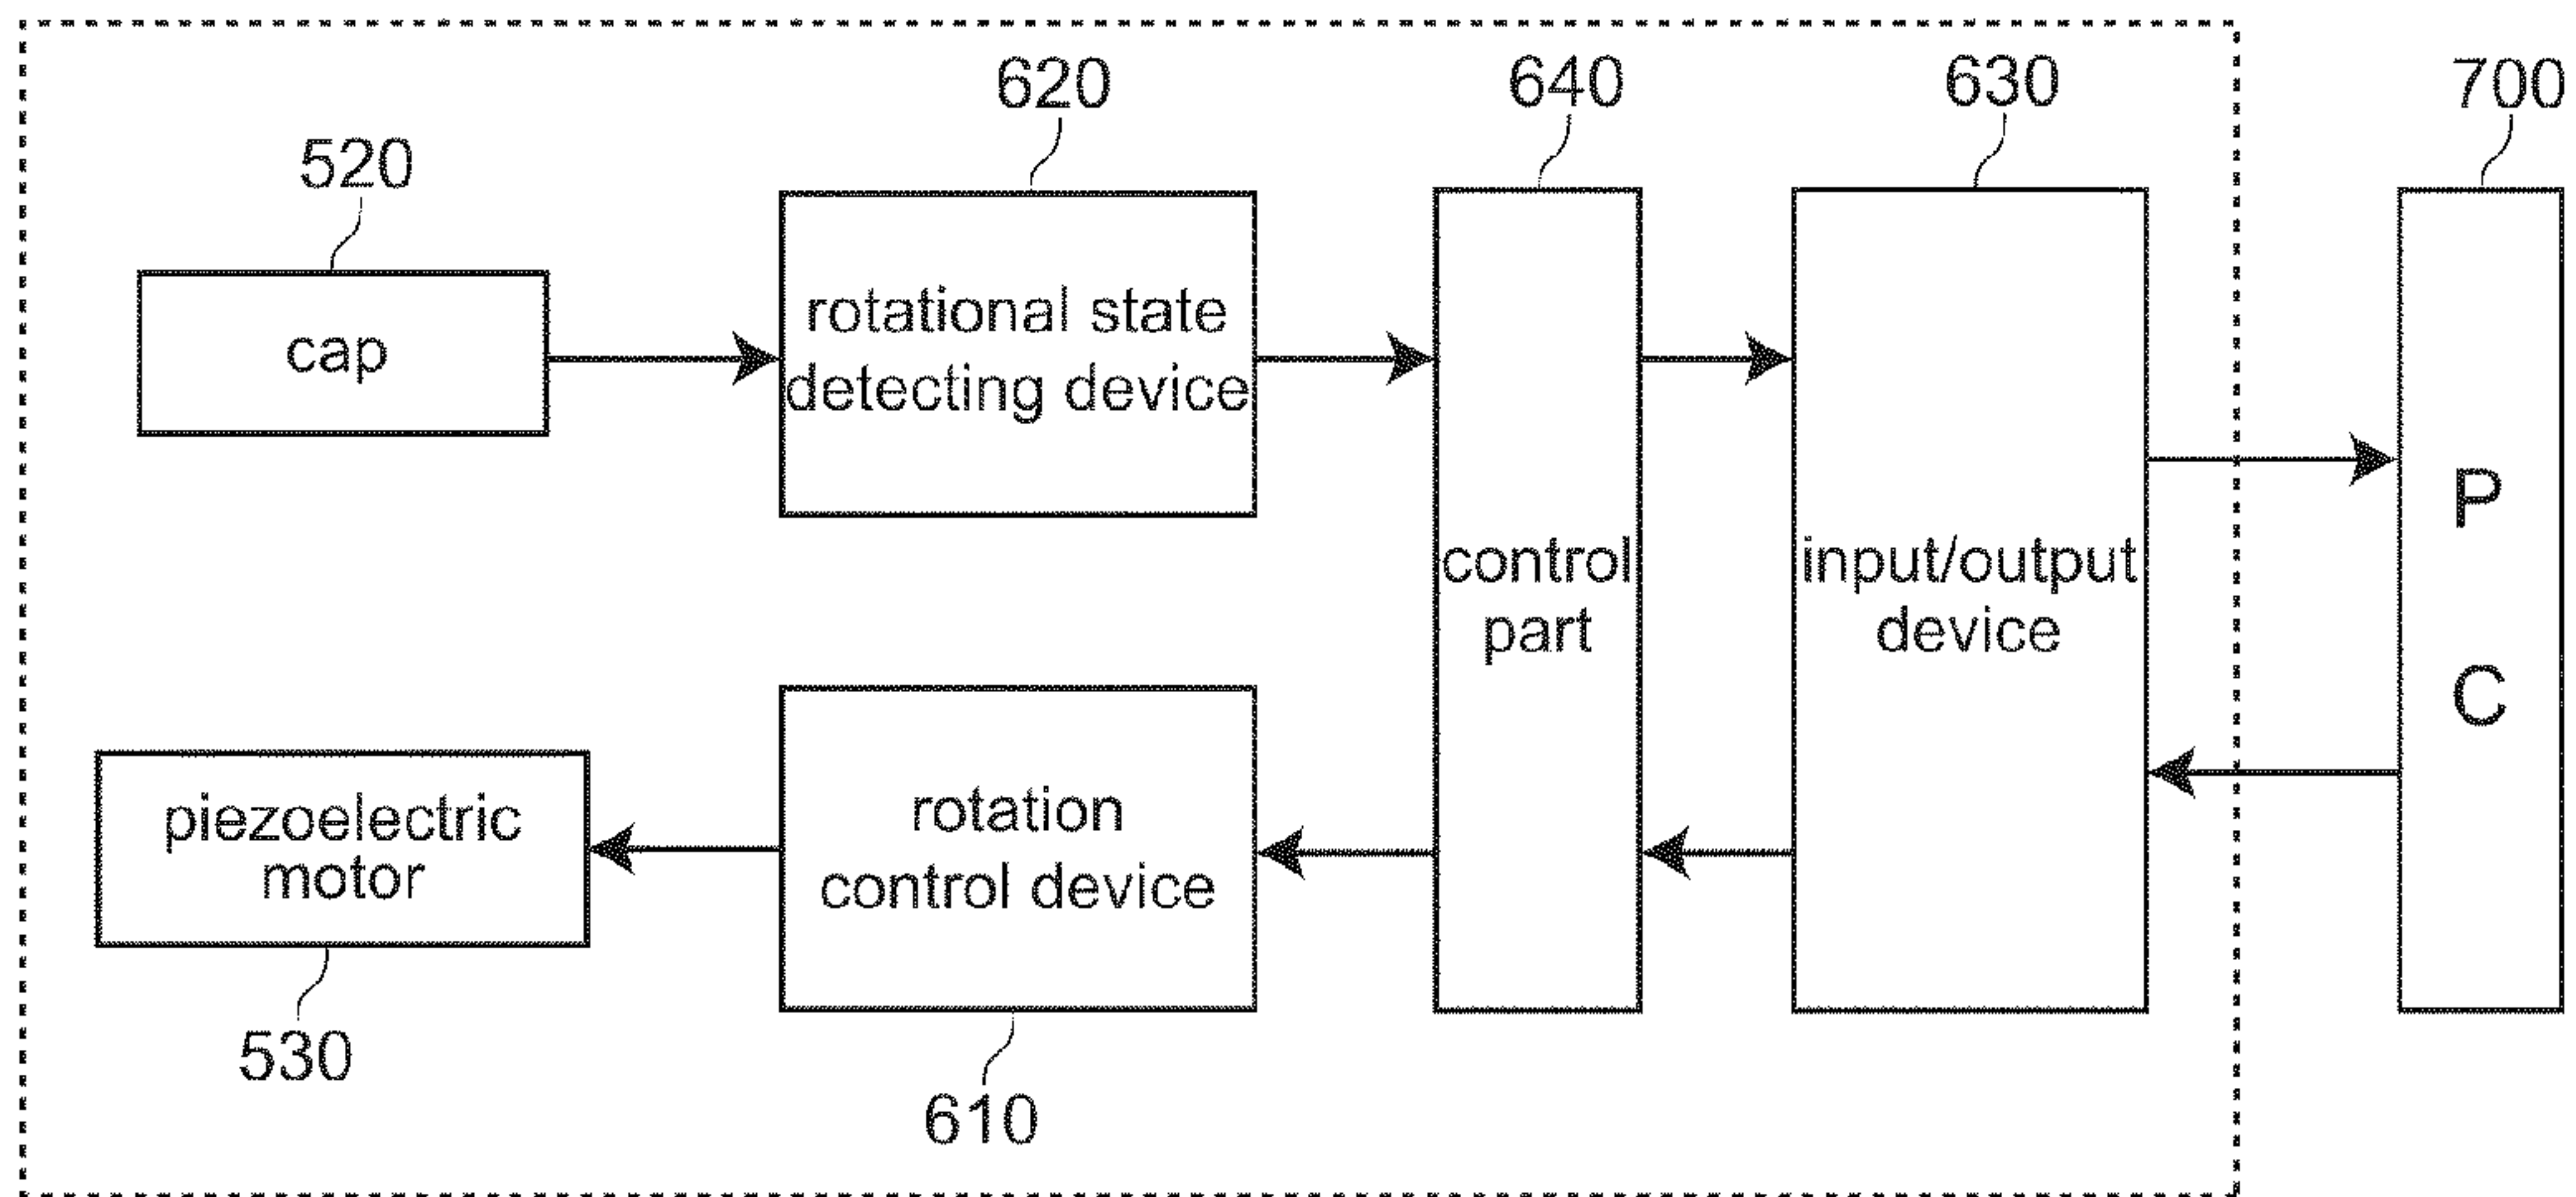 620
640
630
700
520
cap
rotational state
detecting device
control
part
input/output
device
P
C
piezoelectric
motor
rotation
control device
530
610